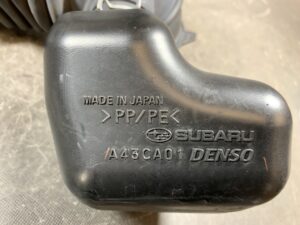 MADE IN JAPAN
>PP/PE<
SUBARU
A43CA01 DENSO